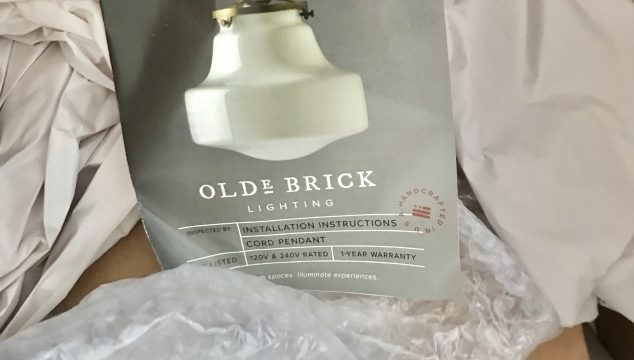 OLDE BRICK
LIGHTING
HANDCRAFTED IN U
INSPECTED BY
INSTALLATION INSTRUCTIONS
CORD PENDANT
LISTED
120V & 240V RATED
1-YEAR WARRANTY
spaces. Illuminate experiences.